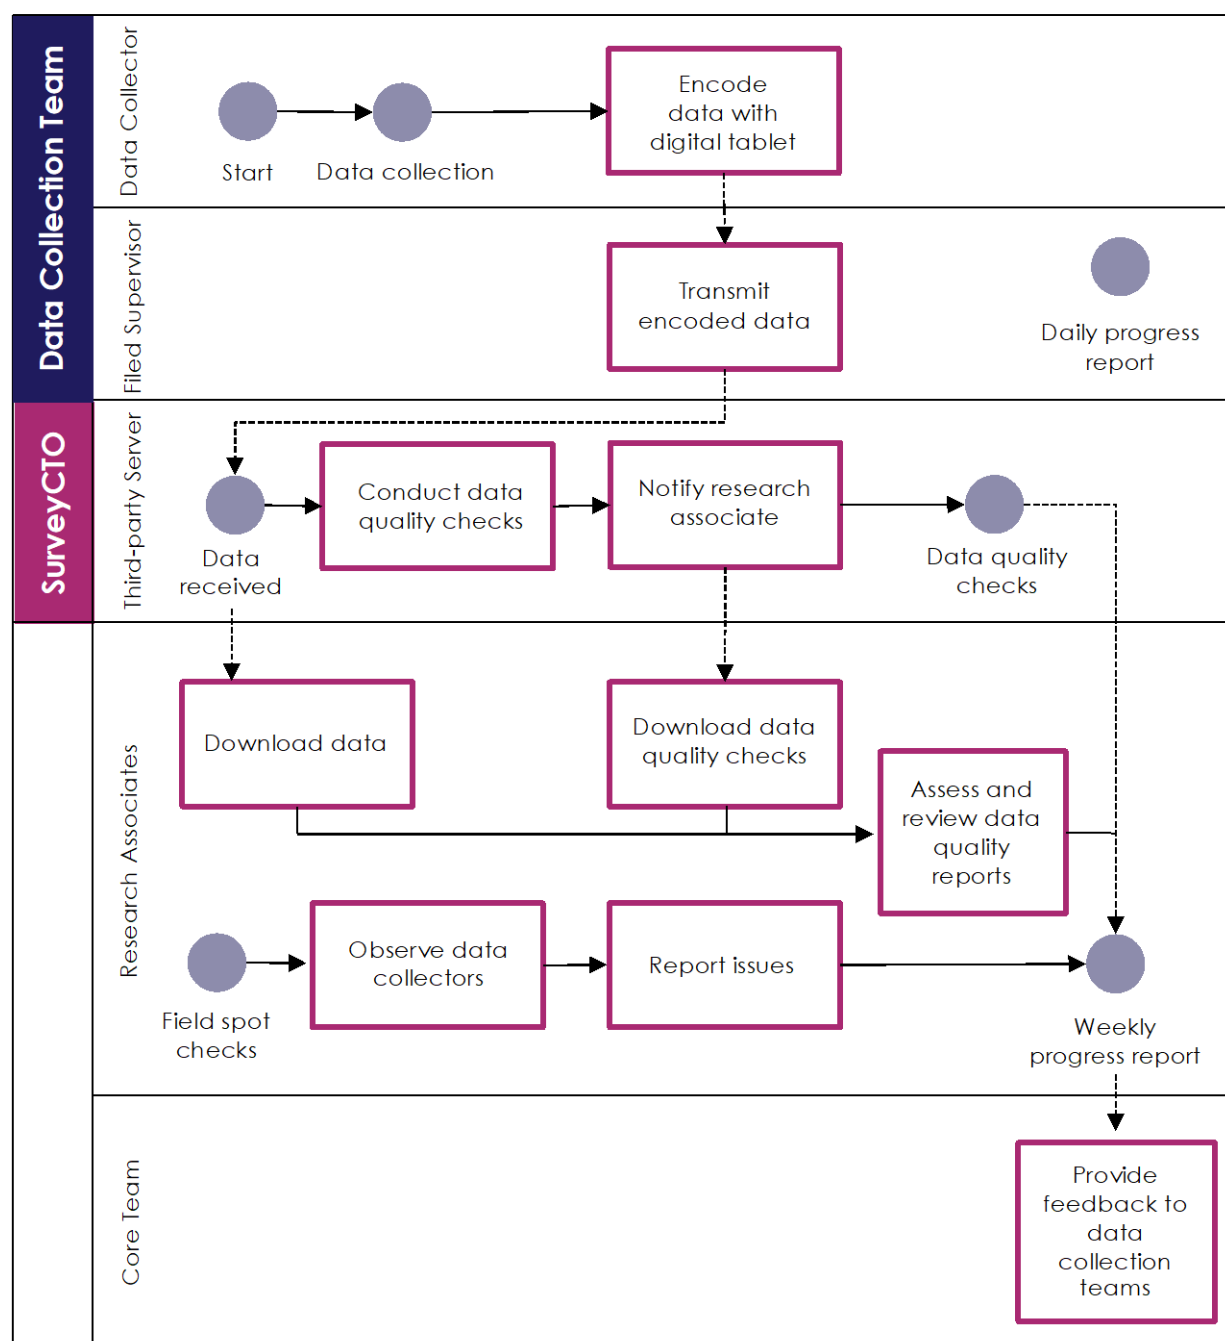 Data Collection Team
Data Collector
Start
Data collection
Encode
data with
digital tablet
Filed Supervisor
Transmit
encoded data
Daily progress
report
SurveyCTO
Third-party Server
Data
received
Conduct data
quality checks
Notify research
associate
Data quality
checks
Research Associates
Download data
Download data
quality checks
Assess and
review data
quality
reports
Field spot
checks
Observe data
collectors
Report issues
Weekly
progress report
Core Team
Provide
feedback to
data
collection
teams